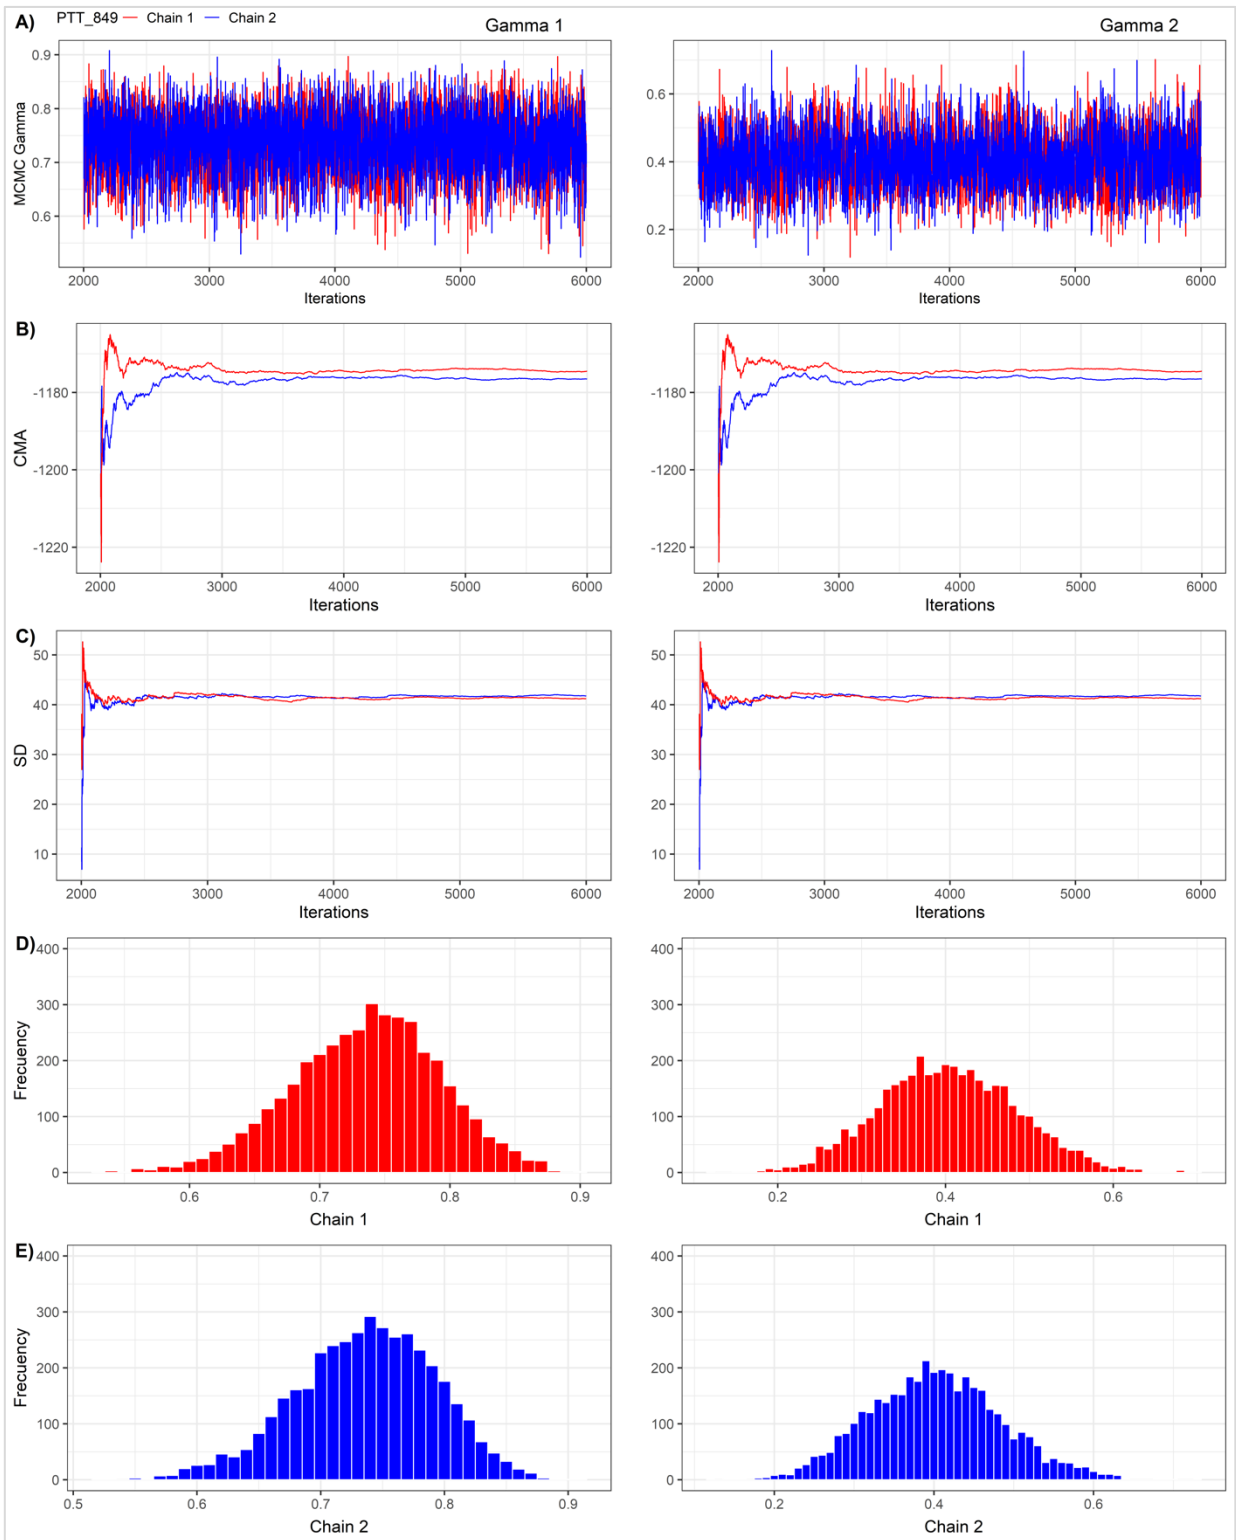 A) PTT_849 Chain 1 Chain 2 Gamma 1 Gamma 2
MCMC Gamma
0.9
0.8
0.7
0.6
2000 3000 4000 5000 6000
Iterations
0.6
0.4
0.2
2000 3000 4000 5000 6000
Iterations
B)
CMA
-1180
-1200
-1220
2000 3000 4000 5000 6000
Iterations
-1180
-1200
-1220
2000 3000 4000 5000 6000
Iterations
C)
SD
50
40
30
20
10
2000 3000 4000 5000 6000
Iterations
50
40
30
20
10
2000 3000 4000 5000 6000
Iterations
D)
Frecuency
400
300
200
100
0
0.6 0.7 0.8 0.9
Chain 1
400
300
200
100
0
0.2 0.4 0.6
Chain 1
E)
Frecuency
400
300
200
100
0
0.5 0.6 0.7 0.8 0.9
Chain 2
400
300
200
100
0
0.2 0.4 0.6
Chain 2